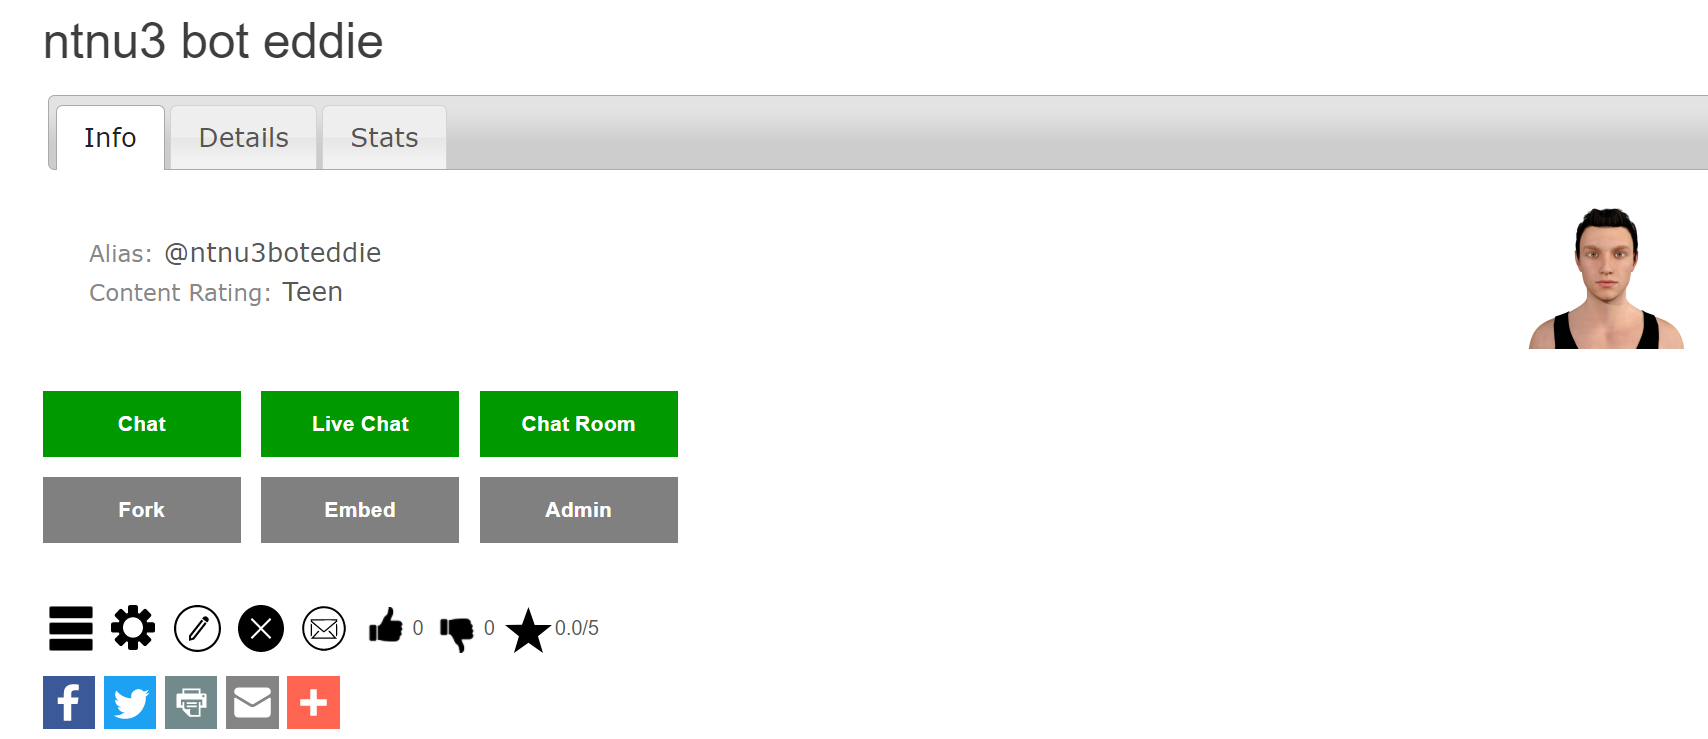 ntnu3 bot eddie
Info Details Stats
Alias: @ntnu3boteddie
Content Rating: Teen
Chat Live Chat Chat Room
Fork Embed Admin
0 0 0.0/5